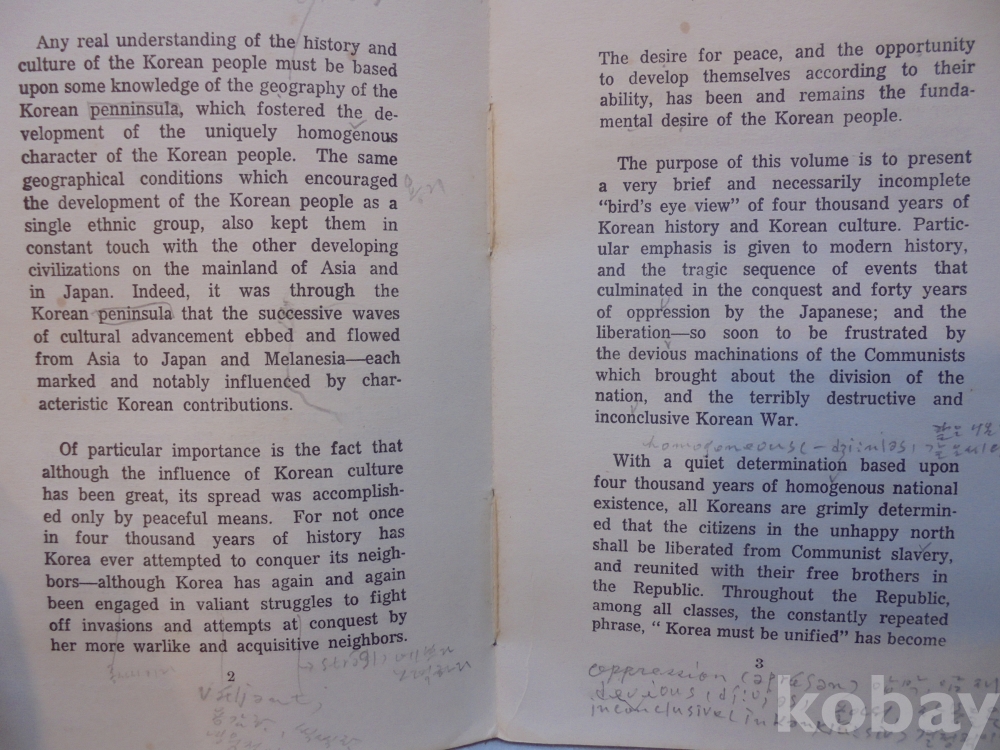 Any real understanding of the history and
culture of the Korean people must be based
upon some knowledge of the geography of the
Korean penninsula, which fostered the de-
velopment of the uniquely homogenous
character of the Korean people. The same
geographical conditions which encouraged
the development of the Korean people as a
single ethnic group, also kept them in
constant touch with the other developing
civilizations on the mainland of Asia and
in Japan. Indeed, it was through the
Korean peninsula that the successive waves
of cultural advancement ebbed and flowed
from Asia to Japan and Melanesia—each
marked and notably influenced by char-
acteristic Korean contributions.
Of particular importance is the fact that
although the influence of Korean culture
has been great, its spread was accomplish-
ed only by peaceful means. For not once
in four thousand years of history has
Korea ever attempted to conquer its neigh-
bors—although Korea has again and again
been engaged in valiant struggles to fight
off invasions and attempts at conquest by
her more warlike and acquisitive neighbors.
2
The desire for peace, and the opportunity
to develop themselves according to their
ability, has been and remains the funda-
mental desire of the Korean people.
The purpose of this volume is to present
a very brief and necessarily incomplete
“bird's eye view” of four thousand years of
Korean history and Korean culture. Partic-
ular emphasis is given to modern history,
and the tragic sequence of events that
culminated in the conquest and forty years
of oppression by the Japanese; and the
liberation—so soon to be frustrated by
the devious machinations of the Communists
which brought about the division of the
nation, and the terribly destructive and
inconclusive Korean War.
homogeneous
With a quiet determination based upon
four thousand years of homogenous national
existence, all Koreans are grimly determin-
ed that the citizens in the unhappy north
shall be liberated from Communist slavery,
and reunited with their free brothers in
the Republic. Throughout the Republic,
among all classes, the constantly repeated
phrase, “ Korea must be unified” has become
3
oppression
devious
inconclusive
kobay